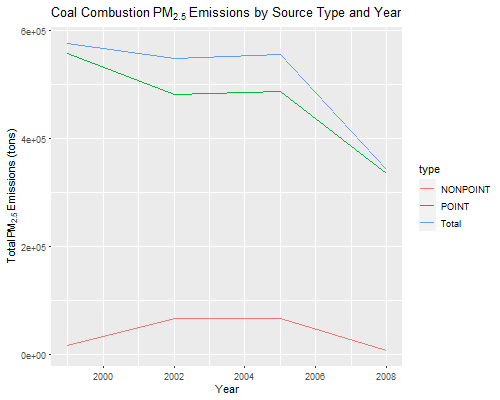 Coal Combustion PM2.5 Emissions by Source Type and Year
6e+05
4e+05
2e+05
0e+00
Total PM2.5 Emissions (tons)
2000 2002 2004 2006 2008
Year
type
NONPOINT
POINT
Total